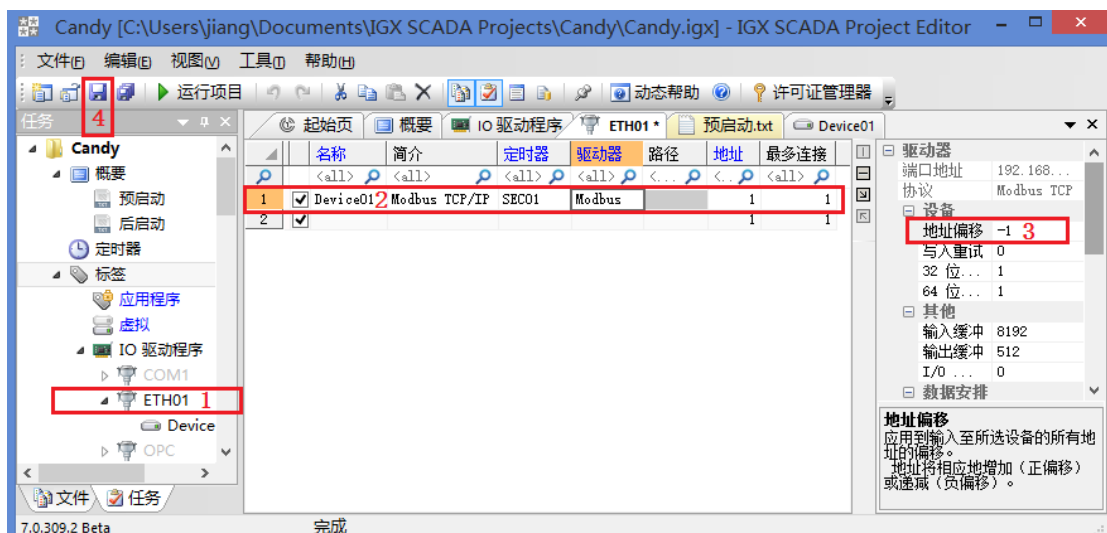 Candy [C:\Users\jiang\Documents\IGX SCADA Projects\Candy\Candy.igx] - IGX SCADA Project Editor
文件(F) 编辑(E) 视图(V) 工具(T) 帮助(H)
运行项目 动态帮助 许可证管理器
4
任务
起始页 概要 IO 驱动程序 ETH01 * 预启动.txt Device01
Candy
概要
预启动
后启动
定时器
标签
应用程序
虚拟
IO 驱动程序
COM1
ETH01 1
Device
OPC
文件 任务
名称 简介 定时器 驱动器 路径 地址 最多连接
<all> <all> <all> <all> <... <.. <all>
1 Device01 2 Modbus TCP/IP SEC01 Modbus 1 1
2 1 1
驱动器
端口地址 192.168...
协议 Modbus TCP
设备
地址偏移 -1 3
写入重试 0
32 位... 1
64 位... 1
其他
输入缓冲 8192
输出缓冲 512
I/O ... 0
数据安排
地址偏移
应用到输入至所选设备的所有地
址的偏移。
地址将相应地增加（正偏移）
或递减（负偏移）。
7.0.309.2 Beta 完成